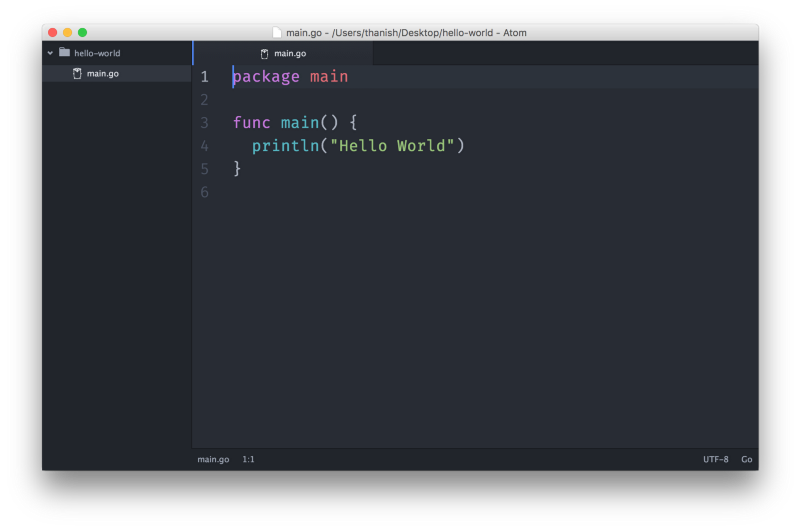 main.go - /Users/thanish/Desktop/hello-world - Atom
hello-world
main.go
main.go
1 package main
2
3 func main() {
4   println("Hello World")
5 }
6
main.go 1:1 UTF-8 Go